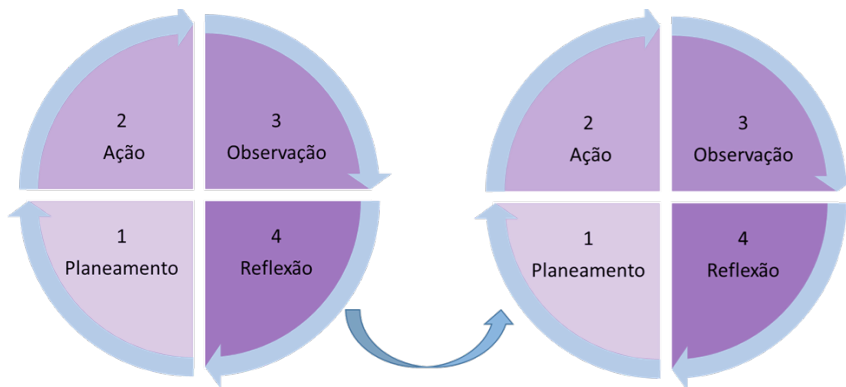 2
Ação
3
Observação
1
Planeamento
4
Reflexão
2
Ação
3
Observação
1
Planeamento
4
Reflexão